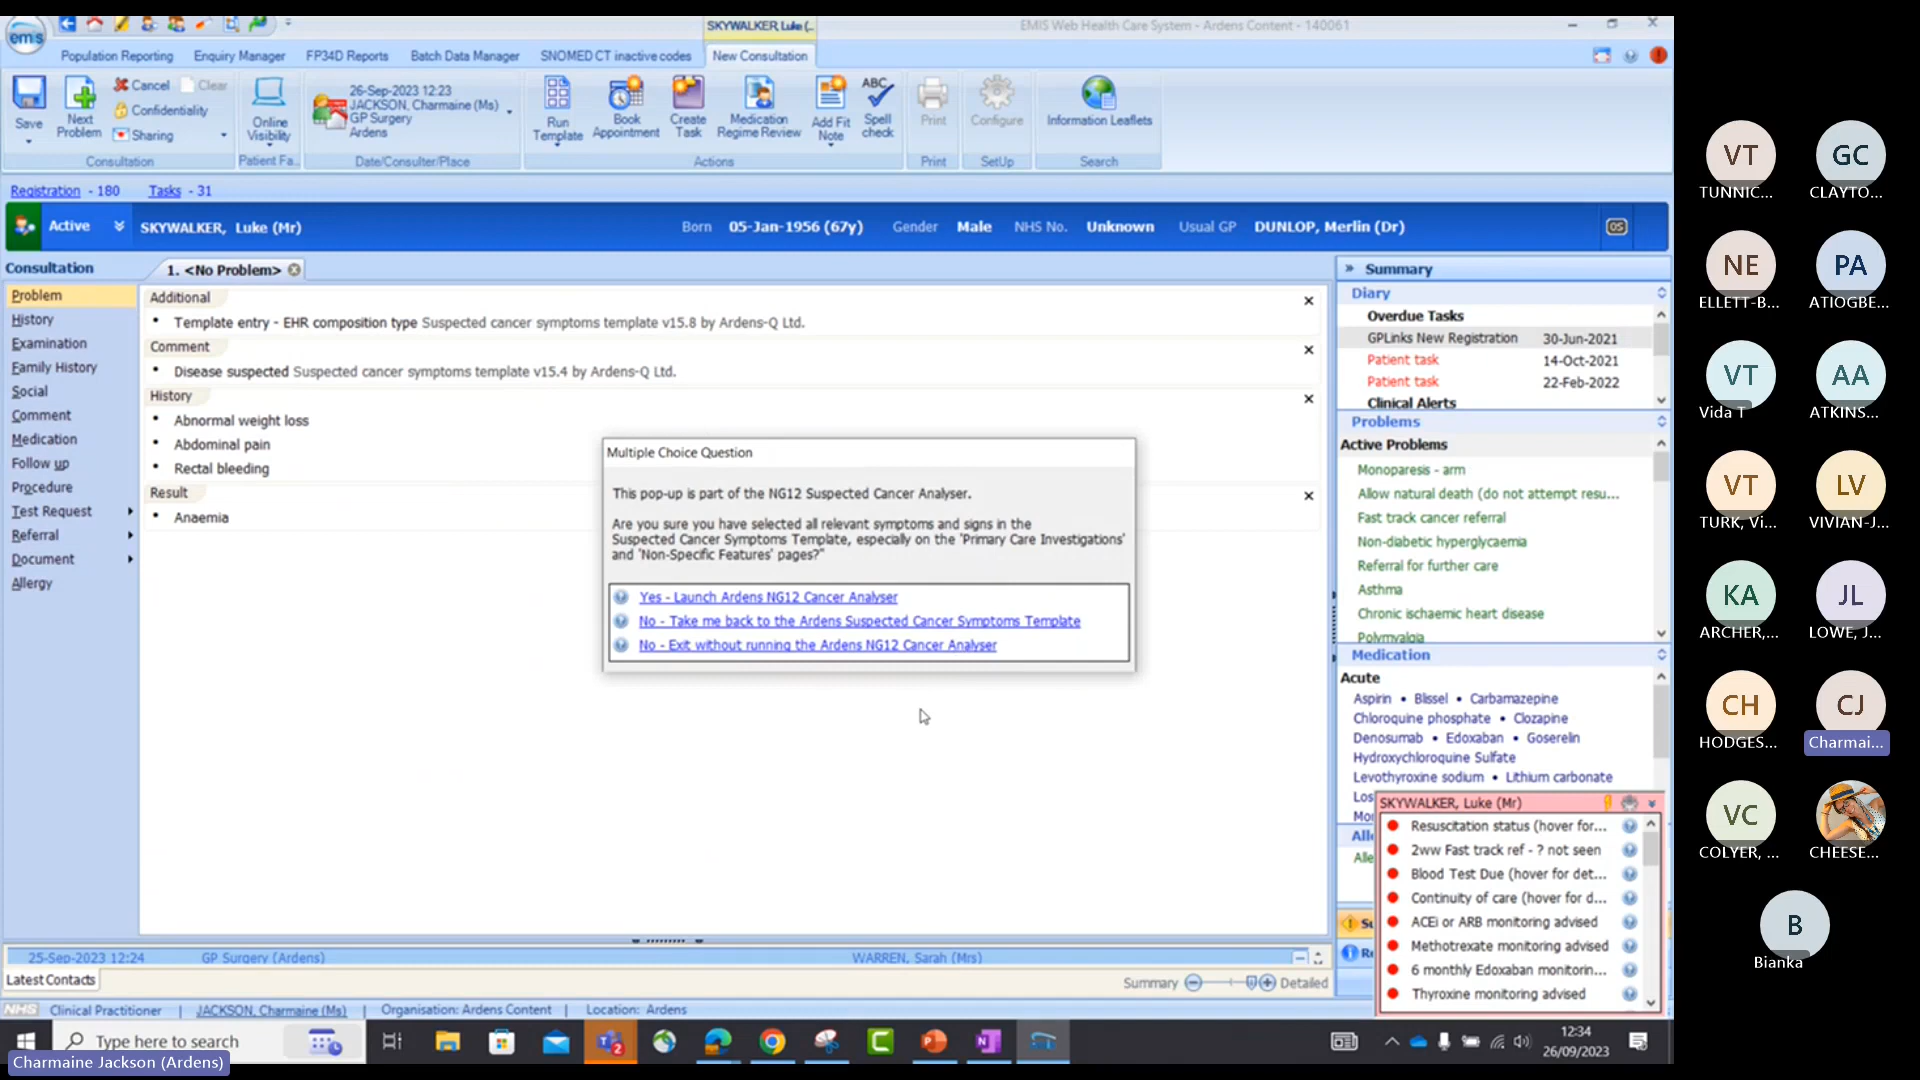 SKYWALKER, Luke (...
EMIS Web Health Care System - Ardens Content - 140061
emis
Population Reporting
Enquiry Manager
FP34D Reports
Batch Data Manager
SNOMED CT inactive codes
New Consultation
Save
Next Problem
Cancel
Clear
Confidentiality
Sharing
Consultation
Online Visibility
Patient Fa...
26-Sep-2023 12:23
JACKSON, Charmaine (Ms)
GP Surgery
Ardens
Date/Consulter/Place
Run Template
Book Appointment
Create Task
Medication Regime Review
Add Fit Note
ABC
Spell check
Actions
Print
Print
Configure
SetUp
Information Leaflets
Search
Registration - 180
Tasks - 31
Active
SKYWALKER, Luke (Mr)
Born 05-Jan-1956 (67y)
Gender Male
NHS No. Unknown
Usual GP DUNLOP, Merlin (Dr)
OS
Consultation
Problem
History
Examination
Family History
Social
Comment
Medication
Follow up
Procedure
Test Request
Referral
Document
Allergy
1. <No Problem>
Additional
• Template entry - EHR composition type Suspected cancer symptoms template v15.8 by Ardens-Q Ltd.
Comment
• Disease suspected Suspected cancer symptoms template v15.4 by Ardens-Q Ltd.
History
• Abnormal weight loss
• Abdominal pain
• Rectal bleeding
Result
• Anaemia
Multiple Choice Question
This pop-up is part of the NG12 Suspected Cancer Analyser.
Are you sure you have selected all relevant symptoms and signs in the
Suspected Cancer Symptoms Template, especially on the 'Primary Care Investigations'
and 'Non-Specific Features' pages?"
Yes - Launch Ardens NG12 Cancer Analyser
No - Take me back to the Ardens Suspected Cancer Symptoms Template
No - Exit without running the Ardens NG12 Cancer Analyser
Summary
Diary
Overdue Tasks
GPLinks New Registration 30-Jun-2021
Patient task 14-Oct-2021
Patient task 22-Feb-2022
Clinical Alerts
Problems
Active Problems
Monoparesis - arm
Allow natural death (do not attempt resu...
Fast track cancer referral
Non-diabetic hyperglycaemia
Referral for further care
Asthma
Chronic ischaemic heart disease
Polymyalgia
Medication
Acute
Aspirin • Blissel • Carbamazepine
Chloroquine phosphate • Clozapine
Denosumab • Edoxaban • Goserelin
Hydroxychloroquine Sulfate
Levothyroxine sodium • Lithium carbonate
Los
Mor
All
Alle
SKYWALKER, Luke (Mr)
Resuscitation status (hover for...
2ww Fast track ref - ? not seen
Blood Test Due (hover for det...
Continuity of care (hover for d...
ACEi or ARB monitoring advised
Methotrexate monitoring advised
6 monthly Edoxaban monitorin...
Thyroxine monitoring advised
Su
Re
25-Sep-2023 12:24
GP Surgery (Ardens)
WARREN, Sarah (Mrs)
Latest Contacts
Summary
Detailed
NHS
Clinical Practitioner
JACKSON, Charmaine (Ms)
Organisation: Ardens Content
Location: Ardens
Type here to search
12:34
26/09/2023
Charmaine Jackson (Ardens)
VT
TUNNIC...
GC
CLAYTO...
NE
ELLETT-B...
PA
ATIOGBE...
VT
Vida T
AA
ATKINS...
VT
TURK, Vi...
LV
VIVIAN-J...
KA
ARCHER,...
JL
LOWE, J...
CH
HODGES...
CJ
Charmai...
VC
COLYER, ...
CHEESE...
B
Bianka